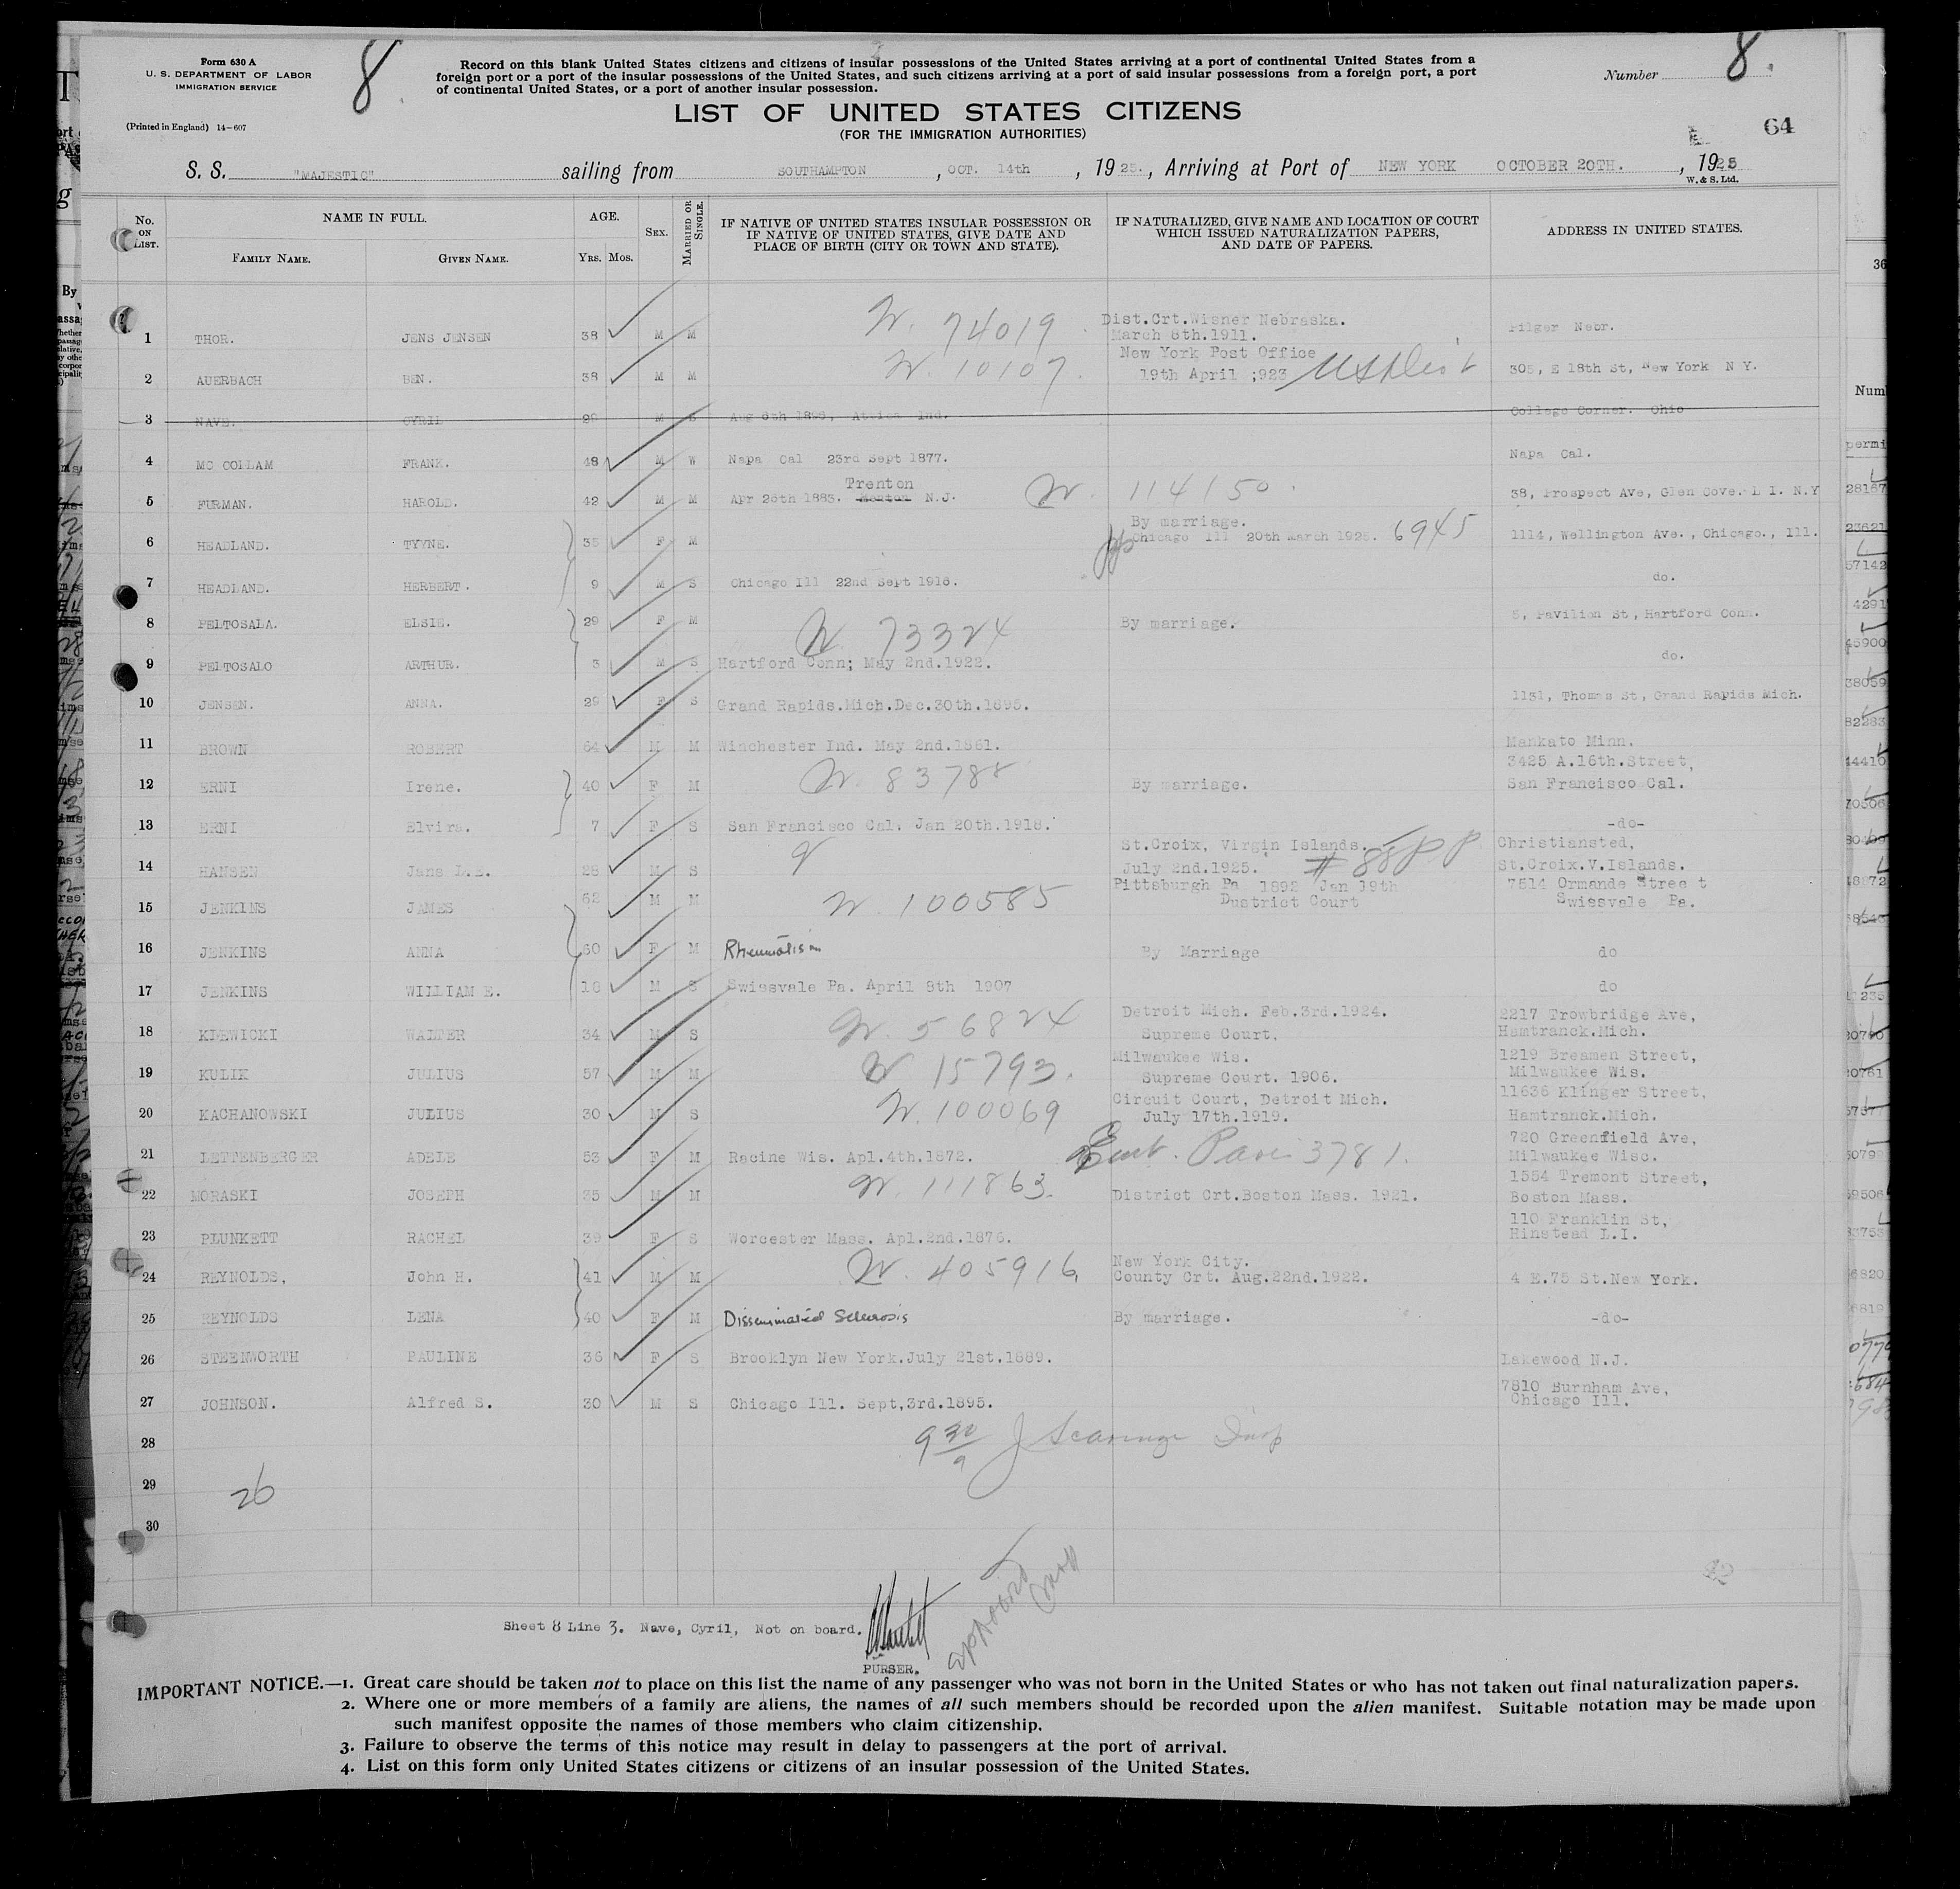 Form 630 A
U. S. DEPARTMENT OF LABOR
IMMIGRATION SERVICE
(Printed in England) 14-607
8
Record on this blank United States citizens and citizens of insular possessions of the United States arriving at a port of continental United States from a
foreign port or a port of the insular possessions of the United States, and such citizens arriving at a port of said insular possessions from a foreign port, a port
of continental United States, or a port of another insular possession.
Number 8.
LIST OF UNITED STATES CITIZENS
(FOR THE IMMIGRATION AUTHORITIES)
64
S. S. "MAJESTIC" sailing from SOUTHAMPTON, OCT. 14th, 1925., Arriving at Port of NEW YORK OCTOBER 20TH., 1925
W. & S. Ltd.
No. ON LIST. NAME IN FULL. FAMILY NAME. GIVEN NAME. AGE. Yrs. Mos. SEX. MARRIED OR SINGLE.
IF NATIVE OF UNITED STATES INSULAR POSSESSION OR
IF NATIVE OF UNITED STATES, GIVE DATE AND
PLACE OF BIRTH (CITY OR TOWN AND STATE).
IF NATURALIZED, GIVE NAME AND LOCATION OF COURT
WHICH ISSUED NATURALIZATION PAPERS,
AND DATE OF PAPERS.
ADDRESS IN UNITED STATES.
1 THOR. JENS JENSEN 38 M M W. 74019 Dist.Crt.Wisner Nebraska. March 8th.1911. Pilger Nebr.
2 AUERBACH BEN. 38 M M W. 10107. New York Post Office 19th April ;923 305, E 18th St, New York N Y.
3 NAVE. CYRIL 29 M S Aug 6th 1896, Attica Ind. College Corner. Ohio
4 MC COLLAM FRANK. 48 M W Napa Cal 23rd Sept 1877. Napa Cal.
5 FURMAN. HAROLD. 42 M M Apr 25th 1883. Trenton N.J. W. 114150. 38, Prospect Ave, Glen Cove. L I. N.Y
6 HEADLAND. TYYNE. 35 F M By marriage. Chicago Ill 20th march 1925. 6945 1114, Wellington Ave., Chicago., Ill.
7 HEADLAND. HERBERT. 9 M S Chicago Ill 22nd Sept 1916. do.
8 PELTOSALA. ELSIE. 29 F M W. 73324 By marriage. 5, Pavilion St, Hartford Conn.
9 PELTOSALO ARTHUR. 3 M S Hartford Conn; May 2nd.1922. do.
10 JENSEN. ANNA. 29 F S Grand Rapids.Mich.Dec.30th.1895. 1131, Thomas St, Grand Rapids Mich.
11 BROWN ROBERT 64 M M Winchester Ind. May 2nd.1861. Mankato Minn.
12 ERNI Irene. 40 F M W. 83788 By marriage. 3425 A.16th.Street, San Francisco Cal.
13 ERNI Elvira. 7 F S San Francisco Cal. Jan 20th.1918. -do-
14 HANSEN Jans L.E. 28 M S St.Croix, Virgin Islands. July 2nd.1925. # 88PP Christiansted, St.Croix.V.Islands.
15 JENKINS JAMES 62 M M W. 100585 Pittsburgh Pa 1892 Jan 19th Dustrict Court 7514 Ormande Stree t Swissvale Pa.
16 JENKINS ANNA 60 F M Rheumatism By Marriage do
17 JENKINS WILLIAM E. 18 M S Swissvale Pa. April 8th 1907 do
18 KLEWICKI WALTER 34 M S W. 56824 Detroit Mich. Feb.3rd.1924. Supreme Court. 2217 Trowbridge Ave, Hamtranck.Mich.
19 KULIK JULIUS 57 M M W 15793. Milwaukee Wis. Supreme Court. 1906. 1219 Breamen Street, Milwaukee Wis.
20 KACHANOWSKI JULIUS 30 M S W. 100069 Circuit Court, Detroit Mich. July 17th.1919. 11636 Klinger Street, Hamtranck.Mich.
21 LETTENBERGER ADELE 53 F M Racine Wis. Apl.4th.1872. 3781. 720 Greenfield Ave, Milwaukee Wisc.
22 MORASKI JOSEPH 35 M M W. 111863. District Crt.Boston Mass. 1921. 1554 Tremont Street, Boston Mass.
23 PLUNKETT RACHEL 39 F S Worcester Mass. Apl.2nd.1876. 110 Franklin St, Hinstead L.I.
24 REYNOLDS, John H. 41 M M W. 405916. New York City. County Crt. Aug.22nd.1922. 4 E.75 St.New York.
25 REYNOLDS LENA 40 F M Disseminated Sclerosis By marriage. -do-
26 STEENWORTH PAULINE 36 F S Brooklyn New York.July 21st.1889. Lakewood N.J.
27 JOHNSON. Alfred S. 30 M S Chicago Ill. Sept,3rd.1895. 7810 Burnham Ave, Chicago Ill.
28
29 26
30
Sheet 8 Line 3. Nave, Cyril, Not on board.
PURSER.
IMPORTANT NOTICE.—1. Great care should be taken not to place on this list the name of any passenger who was not born in the United States or who has not taken out final naturalization papers.
2. Where one or more members of a family are aliens, the names of all such members should be recorded upon the alien manifest. Suitable notation may be made upon
such manifest opposite the names of those members who claim citizenship.
3. Failure to observe the terms of this notice may result in delay to passengers at the port of arrival.
4. List on this form only United States citizens or citizens of an insular possession of the United States.